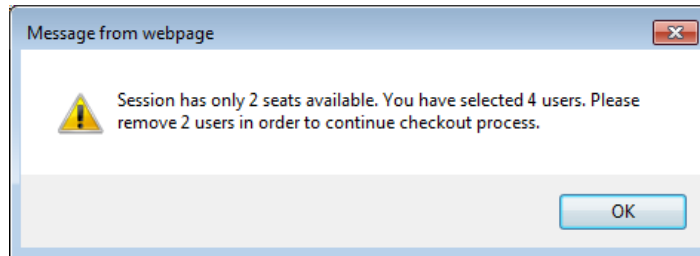 Message from webpage
Session has only 2 seats available. You have selected 4 users. Please
remove 2 users in order to continue checkout process.
OK